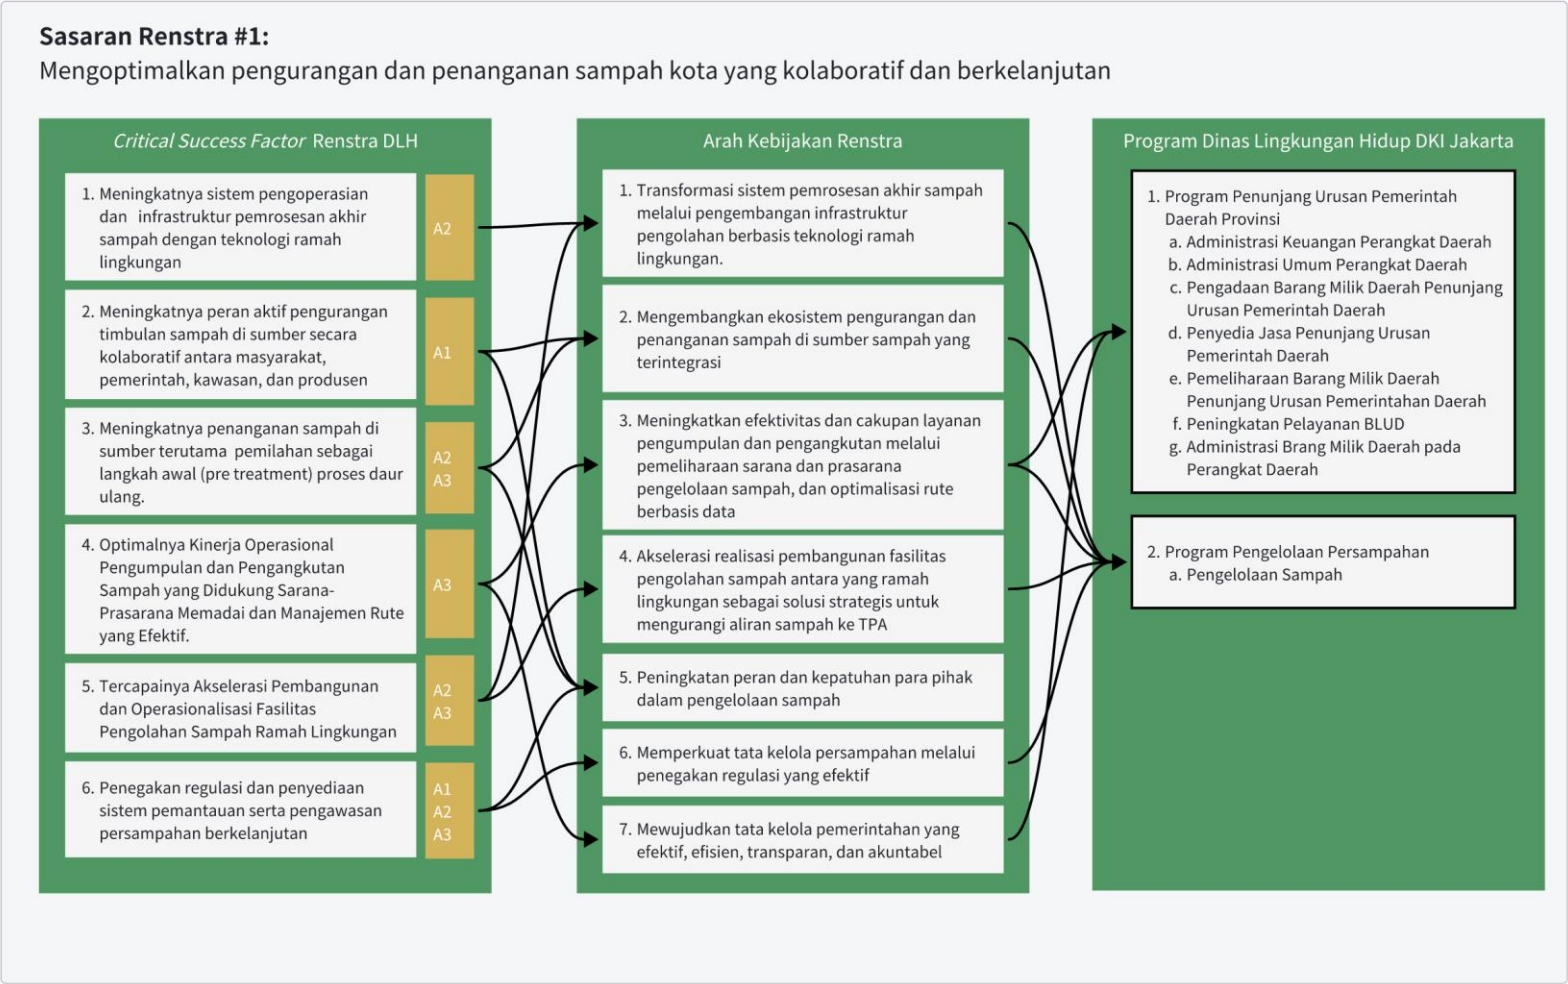 Sasaran Renstra #1:
Mengoptimalkan pengurangan dan penanganan sampah kota yang kolaboratif dan berkelanjutan
Critical Success Factor Renstra DLH
1. Meningkatnya sistem pengoperasian
dan infrastruktur pemrosesan akhir
sampah dengan teknologi ramah
lingkungan
A2
2. Meningkatnya peran aktif pengurangan
timbulan sampah di sumber secara
kolaboratif antara masyarakat,
pemerintah, kawasan, dan produsen
A1
3. Meningkatnya penanganan sampah di
sumber terutama pemilahan sebagai
langkah awal (pre treatment) proses daur
ulang.
A2
A3
4. Optimalnya Kinerja Operasional
Pengumpulan dan Pengangkutan
Sampah yang Didukung Sarana-
Prasarana Memadai dan Manajemen Rute
yang Efektif.
A3
5. Tercapainya Akselerasi Pembangunan
dan Operasionalisasi Fasilitas
Pengolahan Sampah Ramah Lingkungan
A2
A3
6. Penegakan regulasi dan penyediaan
sistem pemantauan serta pengawasan
persampahan berkelanjutan
A1
A2
A3
Arah Kebijakan Renstra
1. Transformasi sistem pemrosesan akhir sampah
melalui pengembangan infrastruktur
pengolahan berbasis teknologi ramah
lingkungan.
2. Mengembangkan ekosistem pengurangan dan
penanganan sampah di sumber sampah yang
terintegrasi
3. Meningkatkan efektivitas dan cakupan layanan
pengumpulan dan pengangkutan melalui
pemeliharaan sarana dan prasarana
pengelolaan sampah, dan optimalisasi rute
berbasis data
4. Akselerasi realisasi pembangunan fasilitas
pengolahan sampah antara yang ramah
lingkungan sebagai solusi strategis untuk
mengurangi aliran sampah ke TPA
5. Peningkatan peran dan kepatuhan para pihak
dalam pengelolaan sampah
6. Memperkuat tata kelola persampahan melalui
penegakan regulasi yang efektif
7. Mewujudkan tata kelola pemerintahan yang
efektif, efisien, transparan, dan akuntabel
Program Dinas Lingkungan Hidup DKI Jakarta
1. Program Penunjang Urusan Pemerintah
Daerah Provinsi
a. Administrasi Keuangan Perangkat Daerah
b. Administrasi Umum Perangkat Daerah
c. Pengadaan Barang Milik Daerah Penunjang
Urusan Pemerintah Daerah
d. Penyedia Jasa Penunjang Urusan
Pemerintah Daerah
e. Pemeliharaan Barang Milik Daerah
Penunjang Urusan Pemerintahan Daerah
f. Peningkatan Pelayanan BLUD
g. Administrasi Brang Milik Daerah pada
Perangkat Daerah
2. Program Pengelolaan Persampahan
a. Pengelolaan Sampah